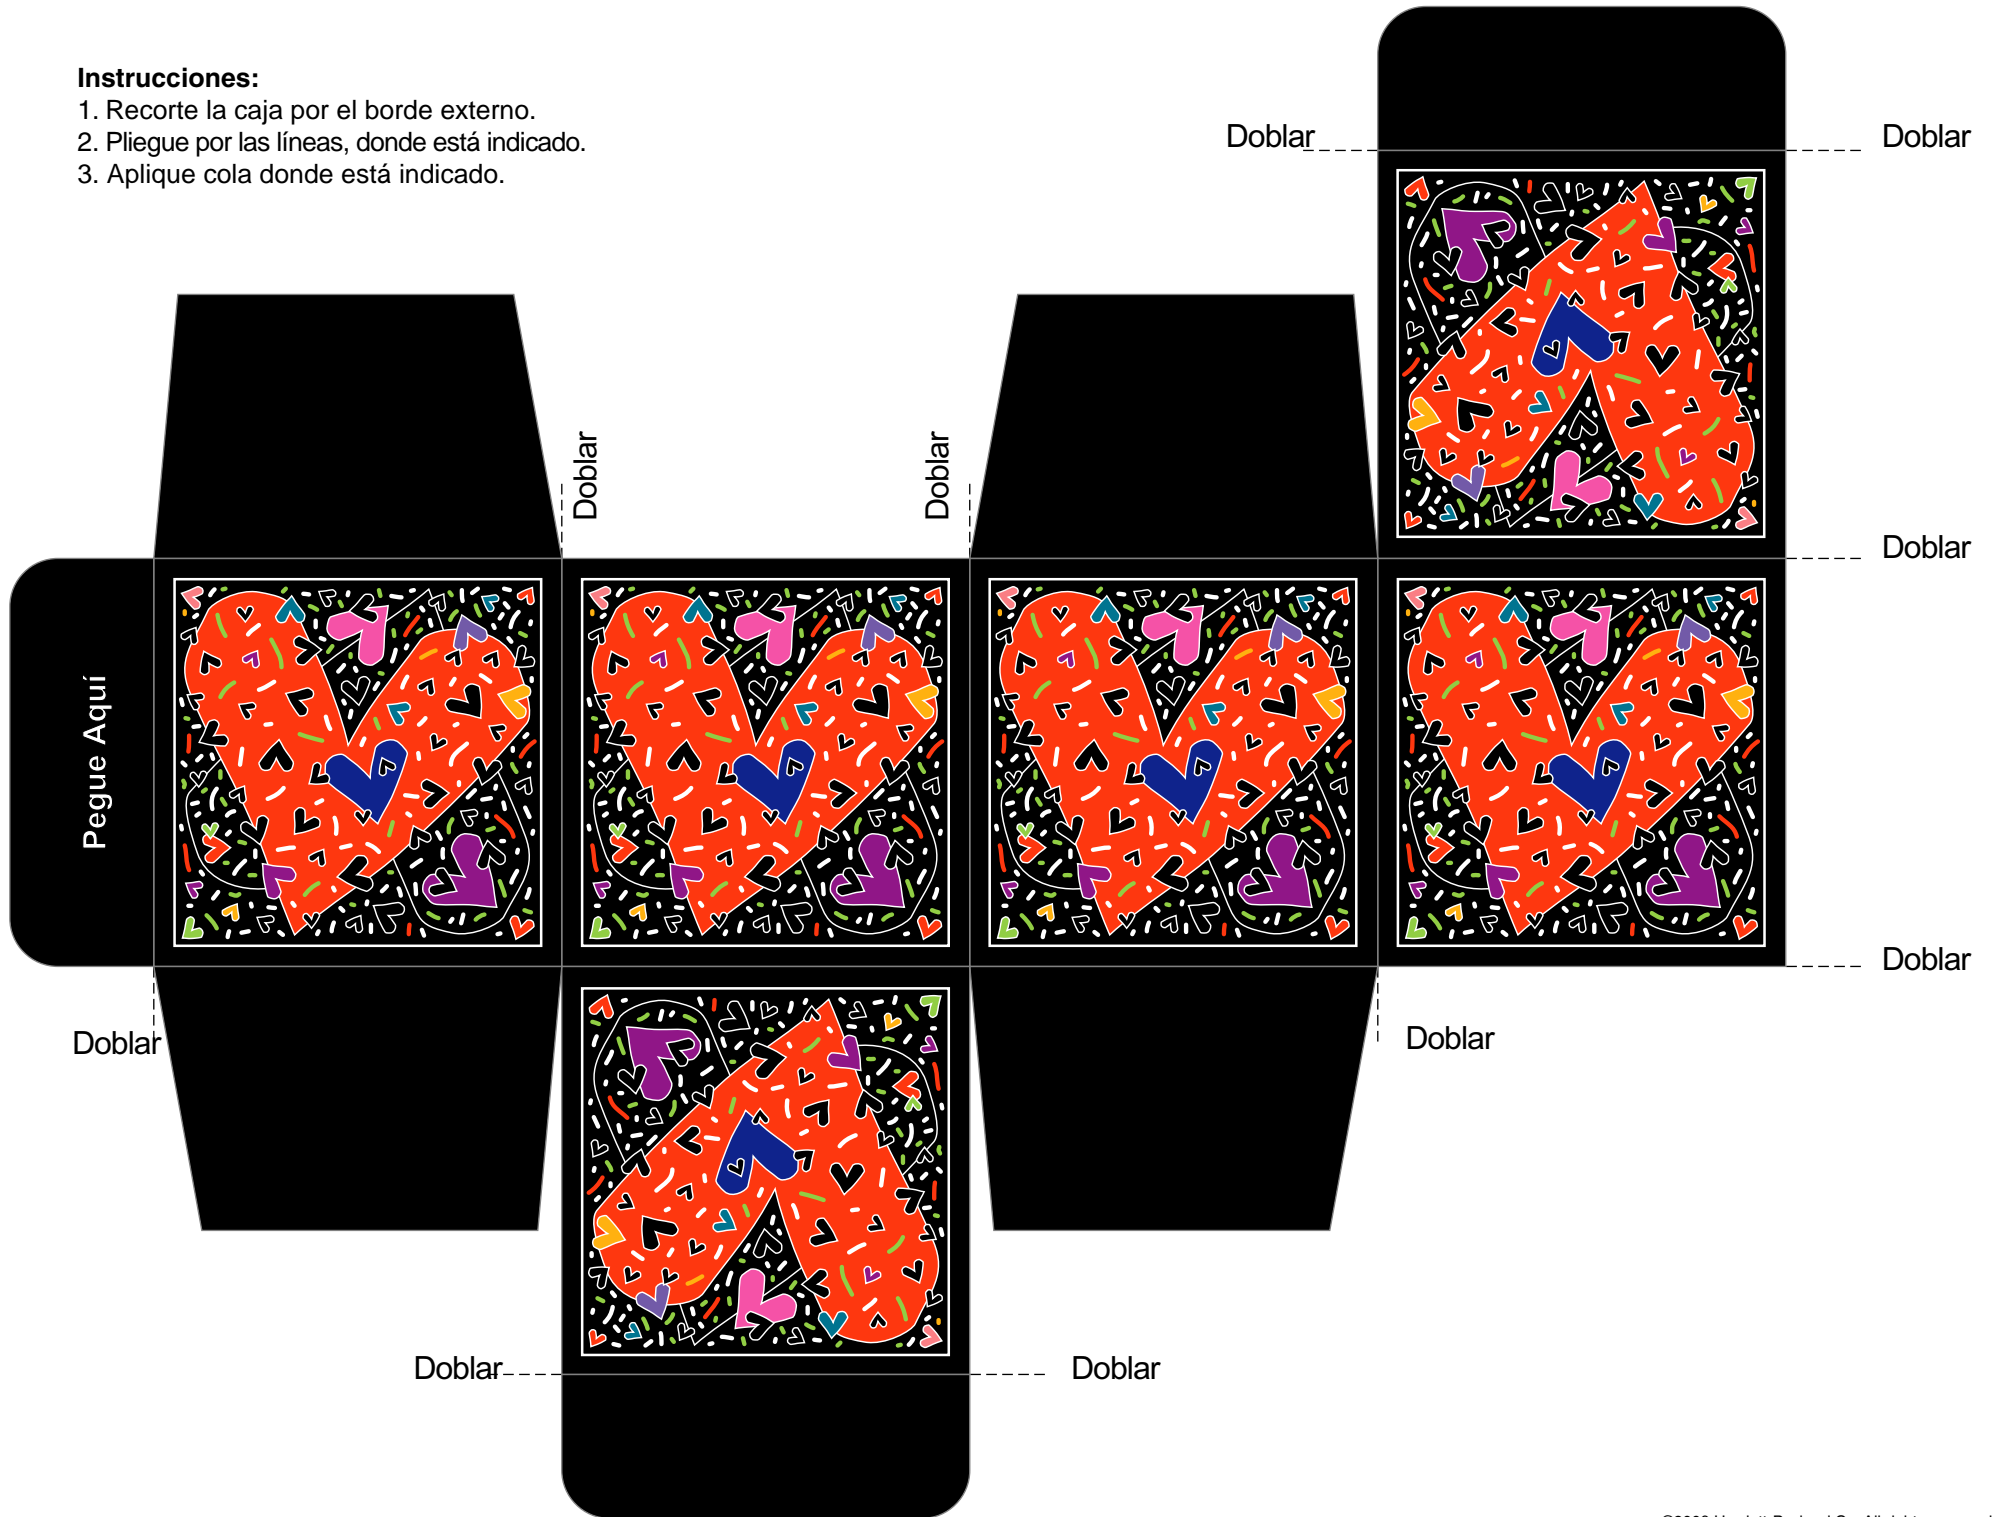 Instrucciones:
1. Recorte la caja por el borde externo.
2. Pliegue por las líneas, donde está indicado.
3. Aplique cola donde está indicado.
Doblar
Doblar
Doblar
Doblar
Doblar
Pegue Aquí
Doblar
Doblar
Doblar
Doblar
Doblar